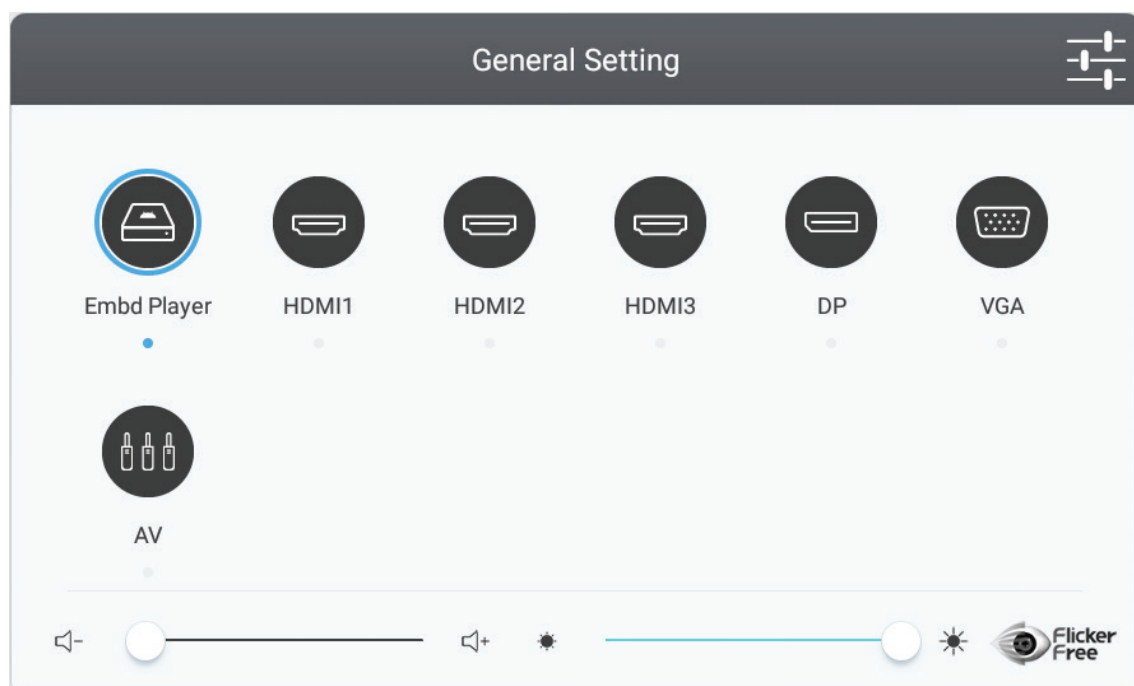 General Setting
Embd Player
HDMI1
HDMI2
HDMI3
DP
VGA
AV
Flicker
Free